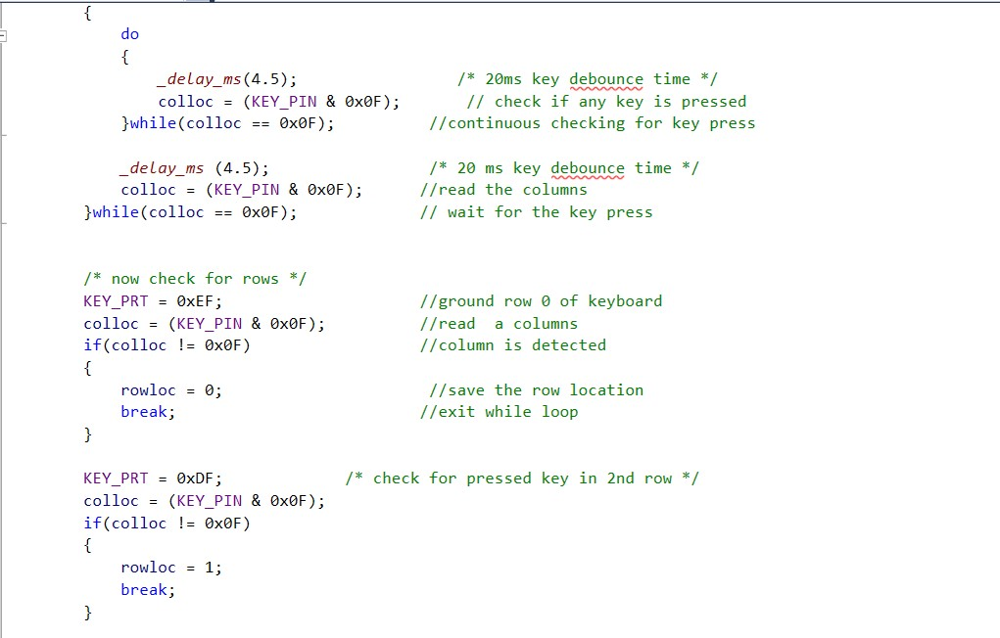 {
do
{
_delay_ms(4.5); /* 20ms key debounce time */
colloc = (KEY_PIN & 0x0F); // check if any key is pressed
}while(colloc == 0x0F); //continuous checking for key press
_delay_ms (4.5); /* 20 ms key debounce time */
colloc = (KEY_PIN & 0x0F); //read the columns
}while(colloc == 0x0F); // wait for the key press
/* now check for rows */
KEY_PRT = 0xEF; //ground row 0 of keyboard
colloc = (KEY_PIN & 0x0F); //read  a columns
if(colloc != 0x0F) //column is detected
{
rowloc = 0; //save the row location
break; //exit while loop
}
KEY_PRT = 0xDF; /* check for pressed key in 2nd row */
colloc = (KEY_PIN & 0x0F);
if(colloc != 0x0F)
{
rowloc = 1;
break;
}